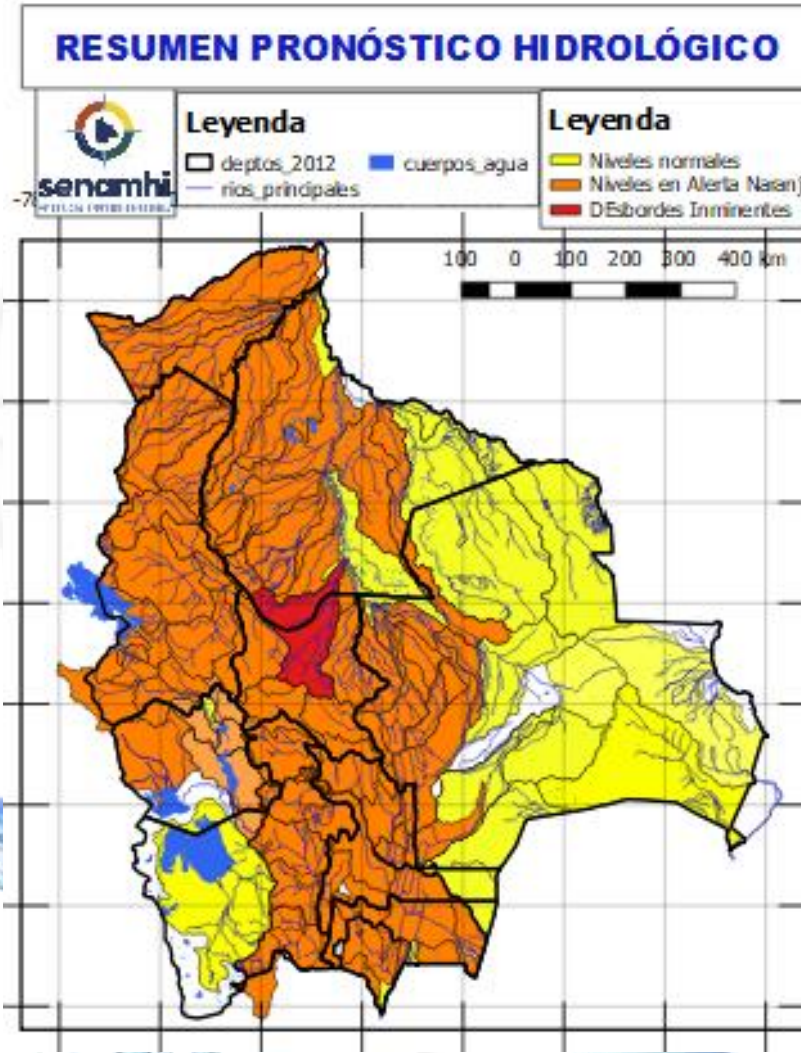 RESUMEN PRONÓSTICO HIDROLÓGICO
senamhi
Leyenda
deptos_2012
cuerpos_agua
rios_principales
Leyenda
Niveles normales
Niveles en Alerta Naranj
DEsbordes Inminentes
100 0 100 200 300 400 km